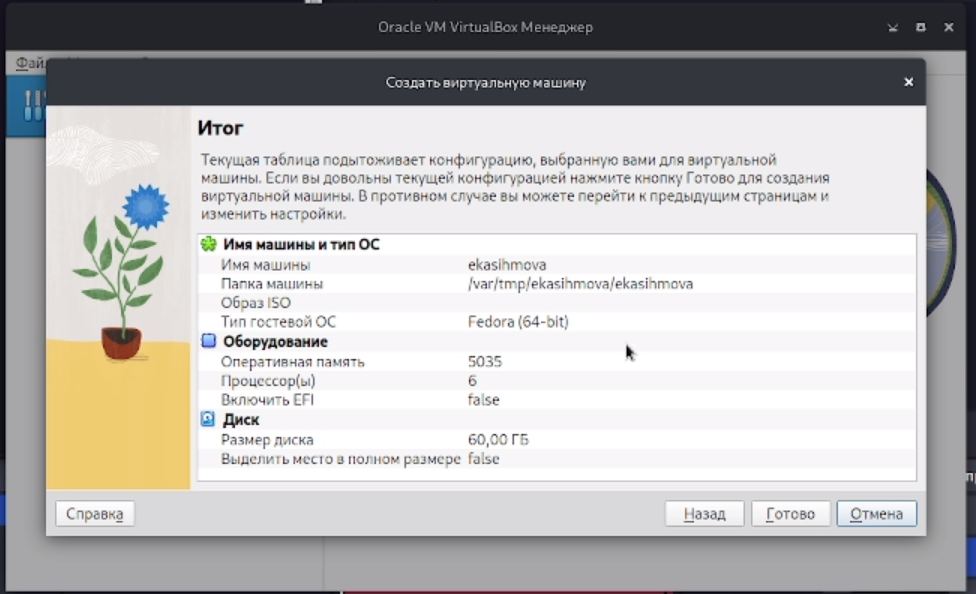 Oracle VM VirtualBox Менеджер
Фай
Создать виртуальную машину
Итог
Текущая таблица подытоживает конфигурацию, выбранную вами для виртуальной
машины. Если вы довольны текущей конфигурацией нажмите кнопку Готово для создания
виртуальной машины. В противном случае вы можете перейти к предыдущим страницам и
изменить настройки.
Имя машины и тип ОС
Имя машины ekasihmova
Папка машины /var/tmp/ekasihmova/ekasihmova
Образ ISO
Тип гостевой ОС Fedora (64-bit)
Оборудование
Оперативная память 5035
Процессор(ы) 6
Включить EFI false
Диск
Размер диска 60,00 ГБ
Выделить место в полном размере false
Справка Назад Готово Отмена